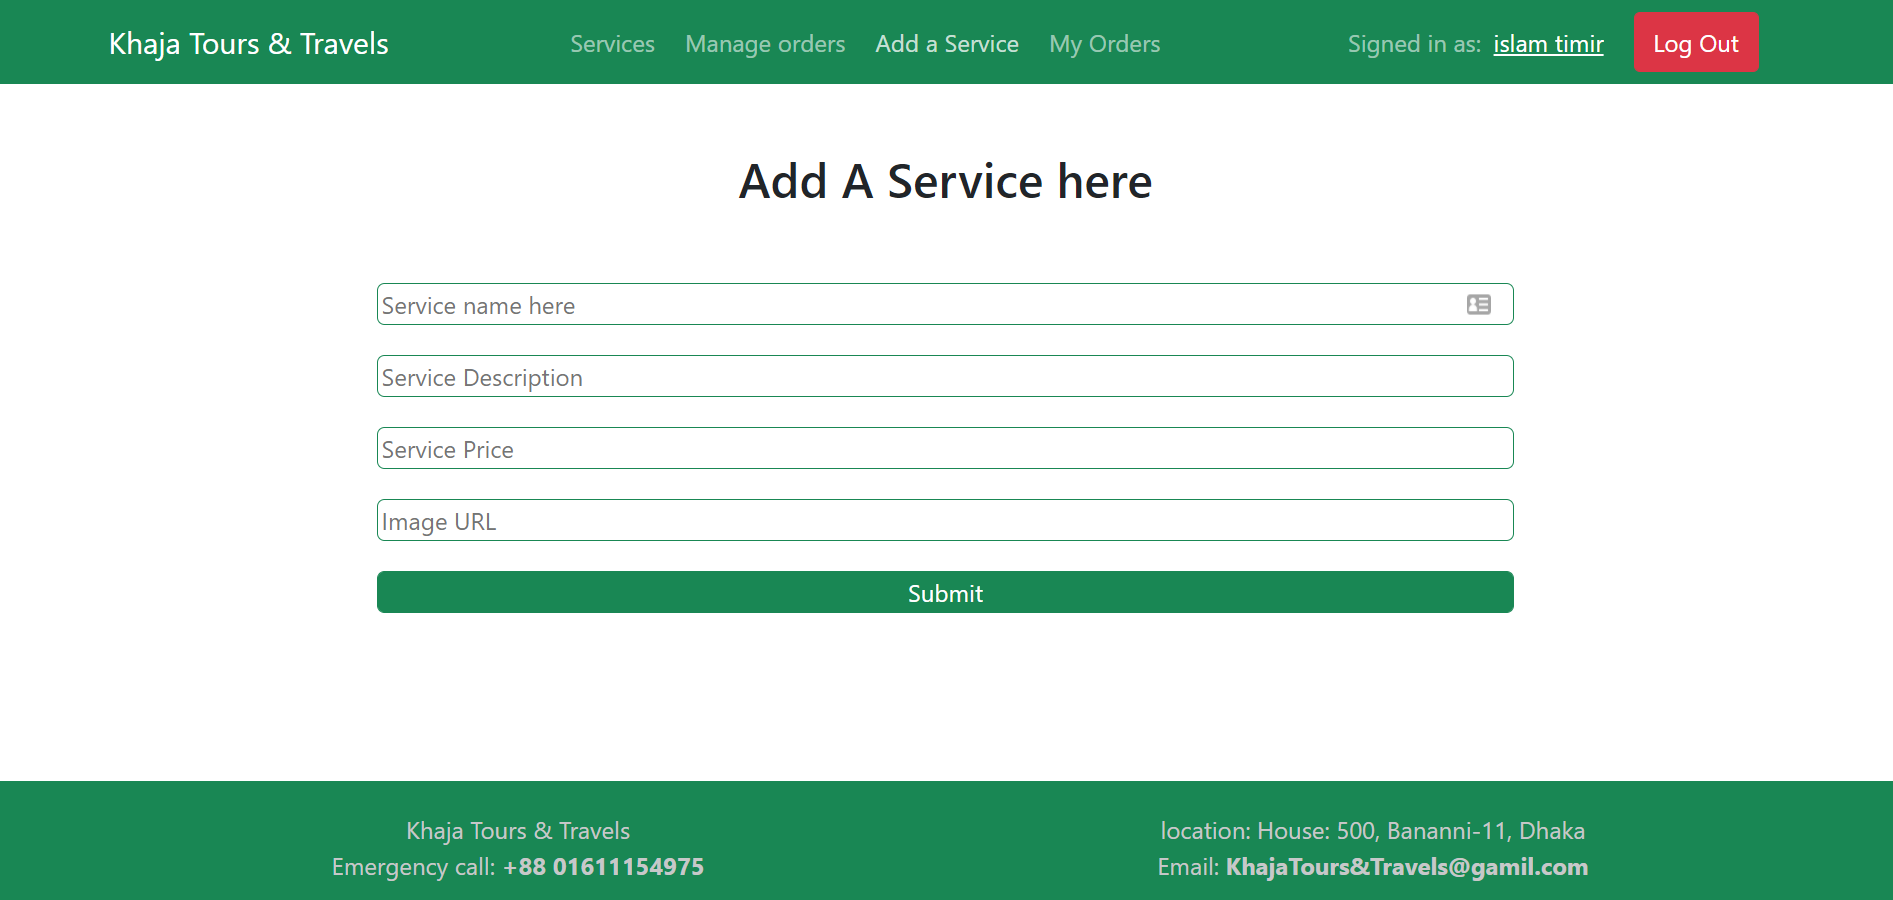 Khaja Tours & Travels
Services
Manage orders
Add a Service
My Orders
Signed in as: islam timir
Log Out
Add A Service here
Service name here
Service Description
Service Price
Image URL
Submit
Khaja Tours & Travels
Emergency call: +88 01611154975
location: House: 500, Bananni-11, Dhaka
Email: KhajaTours&Travels@gamil.com